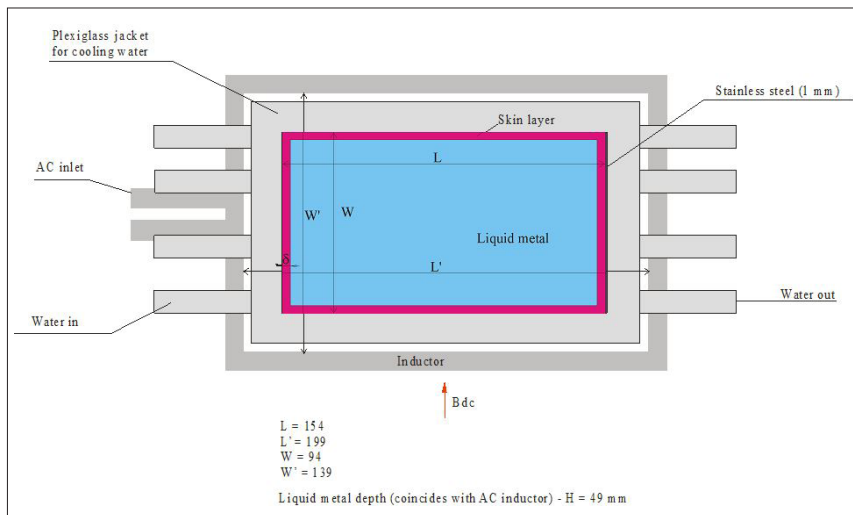 Plexiglass jacket
for cooling water
Stainless steel (1 mm)
Skin layer
L
AC inlet
W'
W
Liquid metal
δ
L'
Water in
Water out
Inductor
Bdc
L = 154
L' = 199
W = 94
W' = 139
Liquid metal depth (coincides with AC inductor) - H = 49 mm